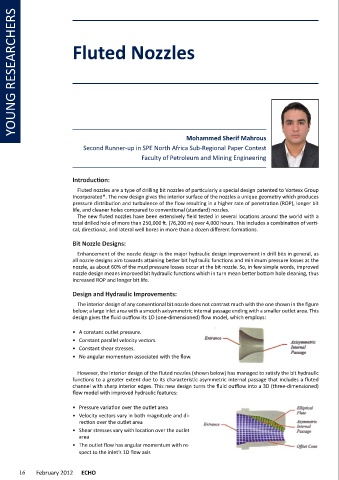 YOUNG RESEARCHERS
Fluted Nozzles
Mohammed Sherif Mahrous
Second Runner-up in SPE North Africa Sub-Regional Paper Contest
Faculty of Petroleum and Mining Engineering
Introduction:
Fluted nozzles are a type of drilling bit nozzles of particularly a special design patented to Vortexx Group
Incorporated*. The new design gives the interior surface of the nozzles a unique geometry which produces
pressure distribution and turbulence of the flow resulting in a higher rate of penetration (ROP), longer bit
life, and cleaner holes compared to conventional (standard) nozzles.
The new fluted nozzles have been extensively field tested in several locations around the world with a
total drilled hole of more than 250,000 ft. (76,200 m) over 4,000 hours. This includes a combination of verti-
cal, directional, and lateral well bores in more than a dozen different formations.
Bit Nozzle Designs:
Enhancement of the nozzle design is the major hydraulic design improvement in drill bits in general, as
all nozzle designs aim towards attaining better bit hydraulic functions and minimum pressure losses at the
nozzle, as about 60% of the mud pressure losses occur at the bit nozzle. So, in few simple words, improved
nozzle design means improved bit hydraulic functions which in turn mean better bottom hole cleaning, thus
increased ROP and longer bit life.
Design and Hydraulic Improvements:
The interior design of any conventional bit nozzle does not contrast much with the one shown in the figure
below; a large inlet area with a smooth axisymmetric internal passage ending with a smaller outlet area. This
design gives the fluid outflow its 1D (one-dimensioned) flow model, which employs:
• A constant outlet pressure.
• Constant parallel velocity vectors.
• Constant shear stresses.
• No angular momentum associated with the flow.
Entrance
Axisymmetric
Internal
Passage
However, the interior design of the fluted nozzles (shown below) has managed to satisfy the bit hydraulic
functions to a greater extent due to its characteristic asymmetric internal passage that includes a fluted
channel with sharp interior edges. This new design turns the fluid outflow into a 3D (three-dimensioned)
flow model with improved hydraulic features:
• Pressure variation over the outlet area
• Velocity vectors vary in both magnitude and di-
rection over the outlet area
• Shear stresses vary with location over the outlet
area
• The outlet flow has angular momentum with re-
spect to the inlet's 1D flow axis
Entrance
Elliptical
Flute
Asymmetric
Internal
Passage
Offset Cone
16 February 2012 ECHO